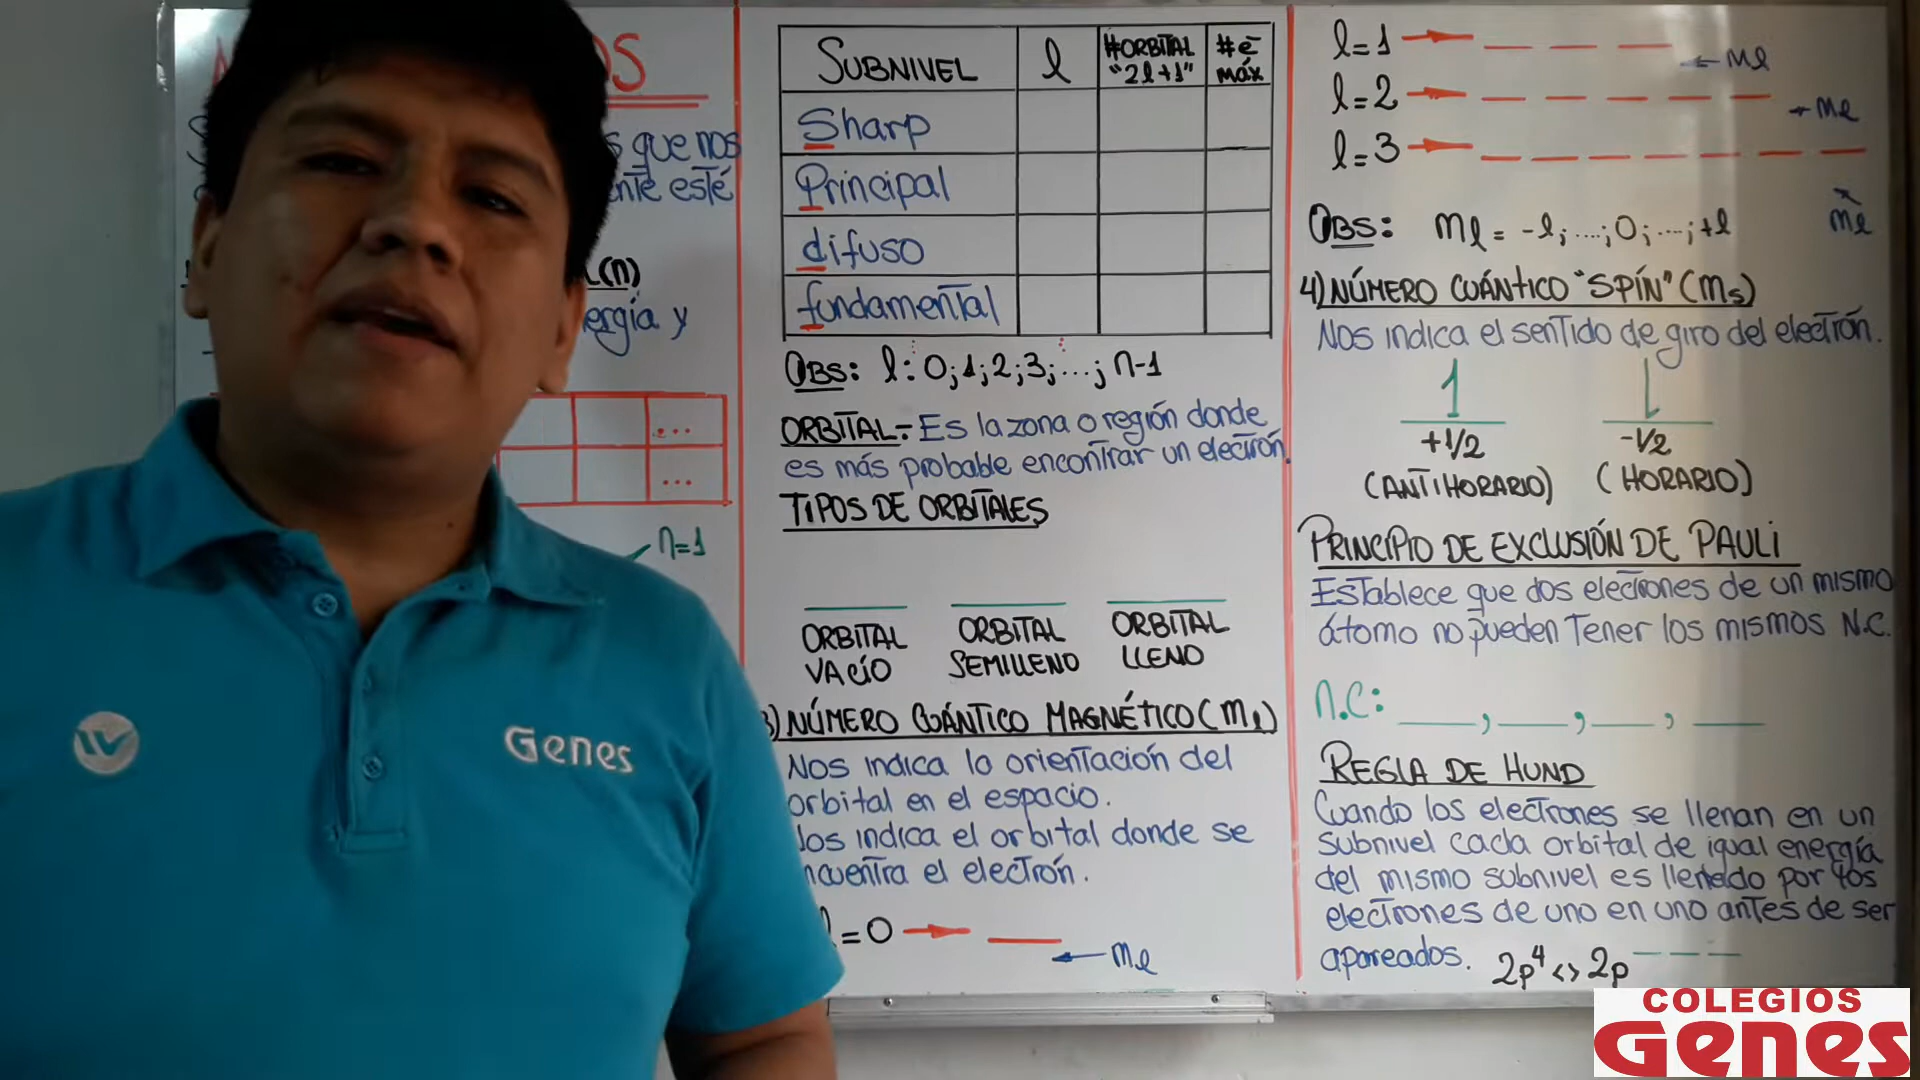 OS
s que nos
ente esté
(n)
ergía y
...
...
n=1
Genes
SUBNIVEL l #ORBITAL "2l+1" #e máx
Sharp
Principal
difuso
fundamental
OBS: l: 0;1;2;3;...;n-1
ORBITAL.- Es la zona o región donde
es más probable encontrar un electrón.
TIPOS DE ORBITALES
ORBITAL VACÍO
ORBITAL SEMILLENO
ORBITAL LLENO
3) NÚMERO CUÁNTICO MAGNÉTICO (ml)
Nos indica la orientación del
orbital en el espacio.
Nos indica el orbital donde se
encuentra el electrón.
l=0 ml
l=1 ml
l=2 ml
l=3
ml
OBS: ml = -l;....;0;....;+l
4) NÚMERO CUÁNTICO "SPÍN" (ms)
Nos indica el sentido de giro del electrón.
+1/2 -1/2
(ANTIHORARIO) (HORARIO)
PRINCIPIO DE EXCLUSIÓN DE PAULI
Establece que dos electrones de un mismo
átomo no pueden tener los mismos N.C.
n.C: ___, ___, ___, ___
REGLA DE HUND
Cuando los electrones se llenan en un
subnivel cada orbital de igual energía
del mismo subnivel es llenado por los
electrones de uno en uno antes de ser
apareados. 2p⁴ <> 2p _ _ _
COLEGIOS
Genes